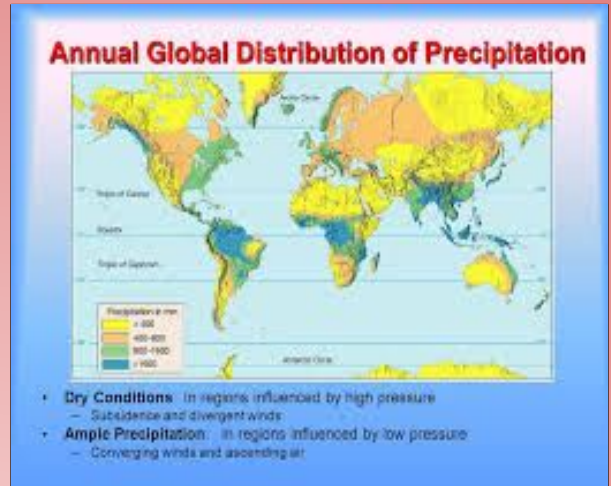 Annual Global Distribution of Precipitation
Arctic Circle
Tropic of Cancer
Equator
Tropic of Capricorn
Precipitation in mm
400-800
Antarctic Circle
• Dry Conditions: In regions influenced by high pressure
– Subsidence and divergent winds
• Ample Precipitation: In regions influenced by low pressure
– Converging winds and ascending air